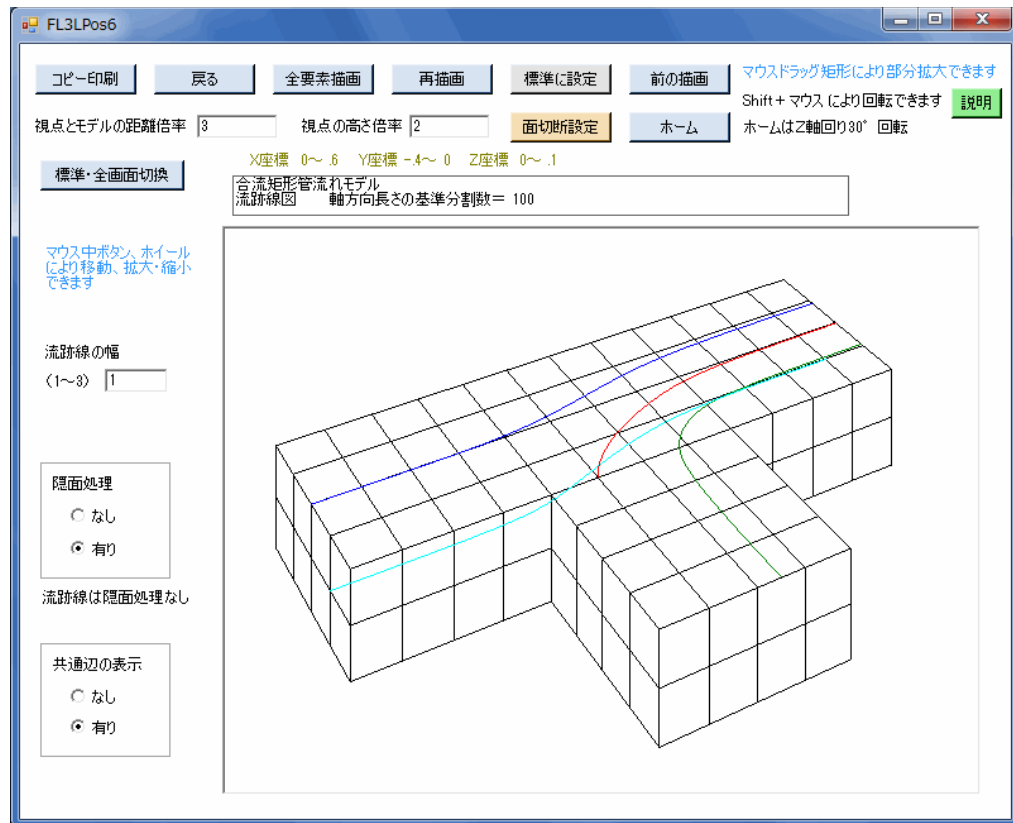 FL3LPos6
コピー印刷 戻る 全要素描画 再描画 標準に設定 前の描画 マウスドラッグ矩形により部分拡大できます
Shift+マウス により回転できます 説明
視点とモデルの距離倍率 3 視点の高さ倍率 2 面切断設定 ホーム ホームはZ軸回り30° 回転
X座標 0～ .6 Y座標 -.4～ 0 Z座標 0～ .1
標準・全画面切換
合流矩形管流れモデル
流跡線図 軸方向長さの基準分割数= 100
マウス中ボタン、ホイール
により移動、拡大・縮小
できます
流跡線の幅
(1～3) 1
隠面処理
なし
有り
流跡線は隠面処理なし
共通辺の表示
なし
有り